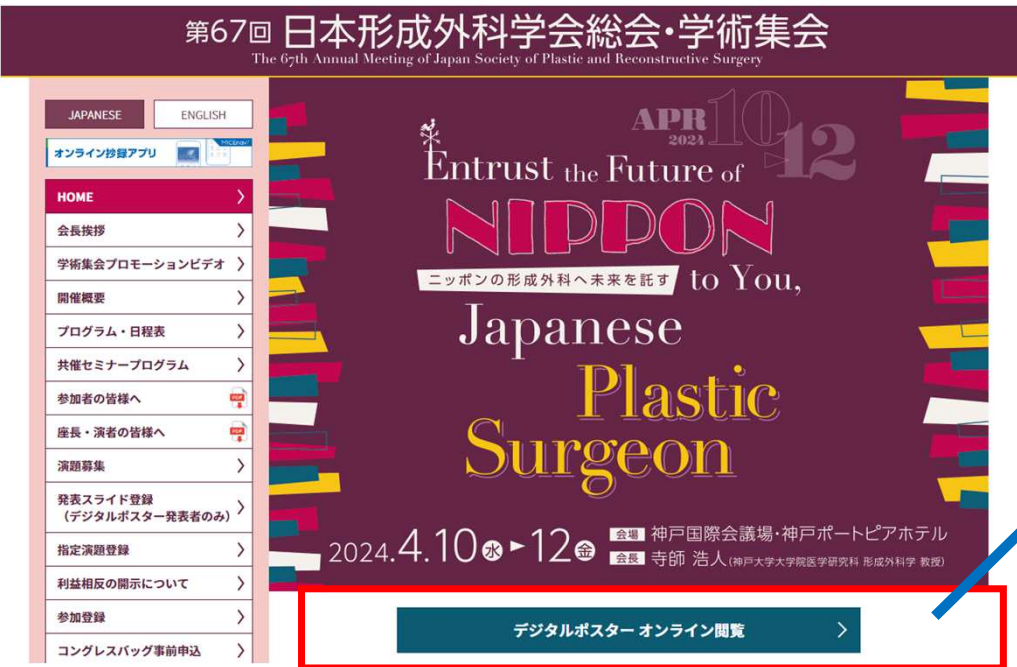 第67回 日本形成外科学会総会・学術集会
The 67th Annual Meeting of Japan Society of Plastic and Reconstructive Surgery
JAPANESE
ENGLISH
オンライン抄録アプリ
MICEnavi
HOME
会長挨拶
学術集会プロモーションビデオ
開催概要
プログラム・日程表
共催セミナープログラム
参加者の皆様へ
PDF
座長・演者の皆様へ
PDF
演題募集
発表スライド登録
（デジタルポスター発表者のみ）
指定演題登録
利益相反の開示について
参加登録
コングレスバッグ事前申込
APR 10
2024 ▶12
Entrust the Future of
NIPPON
ニッポンの形成外科へ未来を託す to You,
Japanese
Plastic
Surgeon
2024.4.10水▶12金
会場 神戸国際会議場・神戸ポートピアホテル
会長 寺師 浩人(神戸大学大学院医学研究科 形成外科学 教授)
デジタルポスター オンライン閲覧